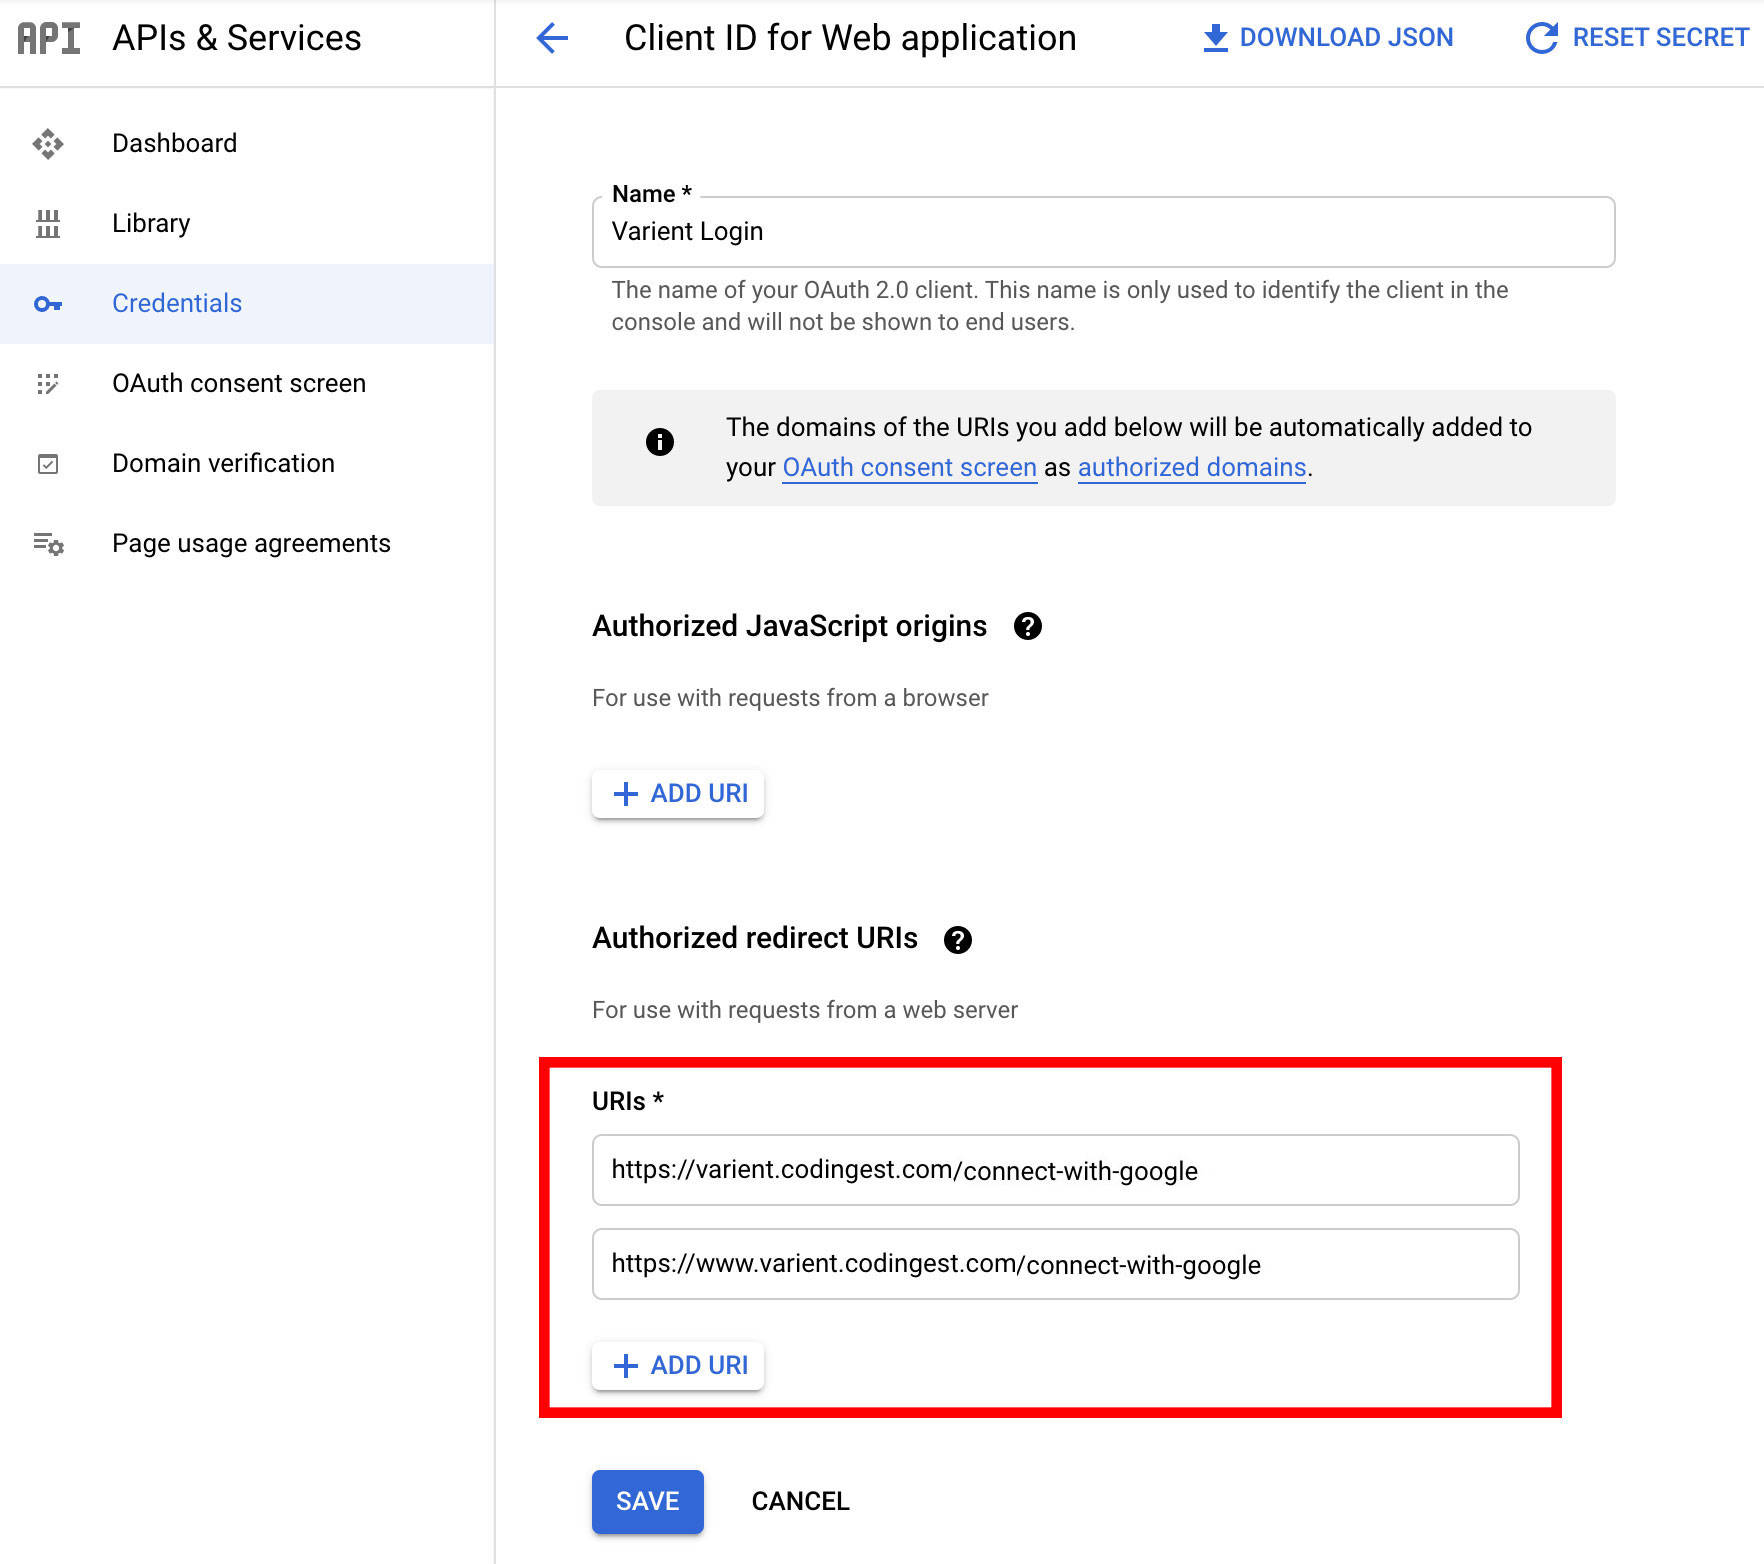 API APIs & Services
Client ID for Web application
DOWNLOAD JSON
RESET SECRET
Dashboard
Library
Credentials
OAuth consent screen
Domain verification
Page usage agreements
Name *
Varient Login
The name of your OAuth 2.0 client. This name is only used to identify the client in the
console and will not be shown to end users.
The domains of the URIs you add below will be automatically added to
your OAuth consent screen as authorized domains.
Authorized JavaScript origins
For use with requests from a browser
ADD URI
Authorized redirect URIs
For use with requests from a web server
URIs *
https://varient.codingest.com/connect-with-google
https://www.varient.codingest.com/connect-with-google
ADD URI
SAVE
CANCEL